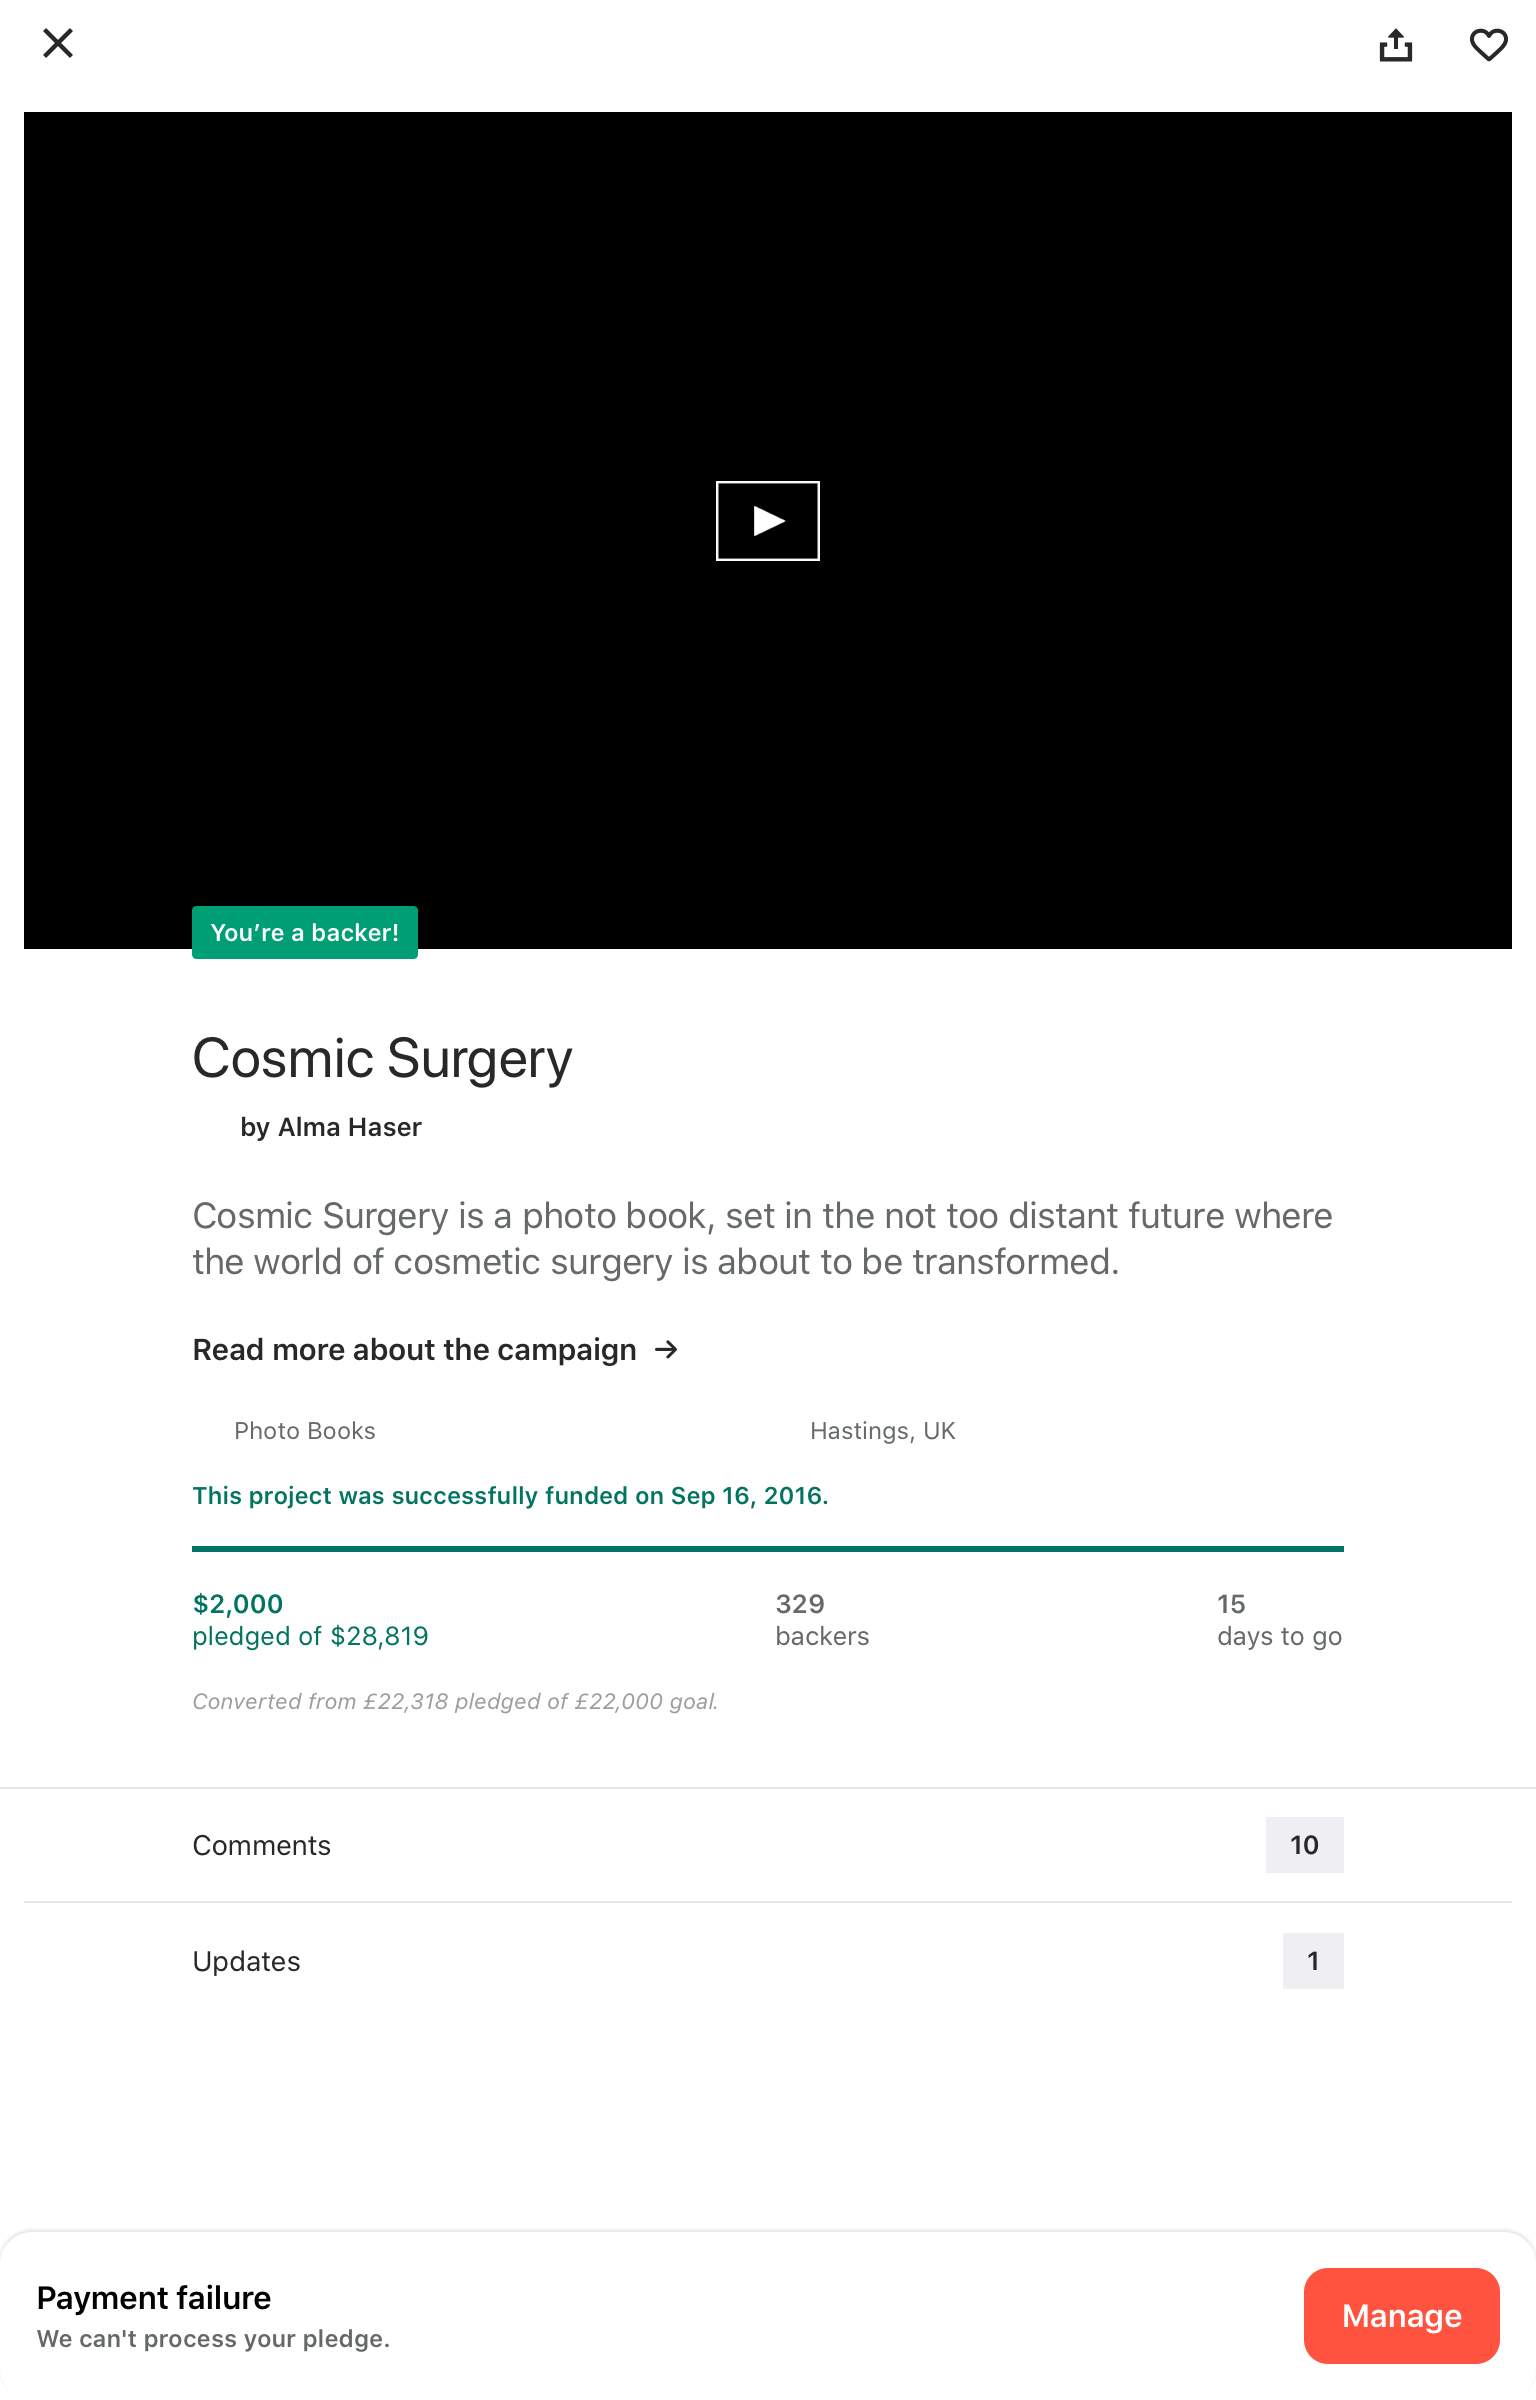 You’re a backer!
Cosmic Surgery
by Alma Haser
Cosmic Surgery is a photo book, set in the not too distant future where
the world of cosmetic surgery is about to be transformed.
Read more about the campaign →
Photo Books
Hastings, UK
This project was successfully funded on Sep 16, 2016.
$2,000
pledged of $28,819
329
backers
15
days to go
Converted from £22,318 pledged of £22,000 goal.
Comments
10
Updates
1
Payment failure
We can't process your pledge.
Manage